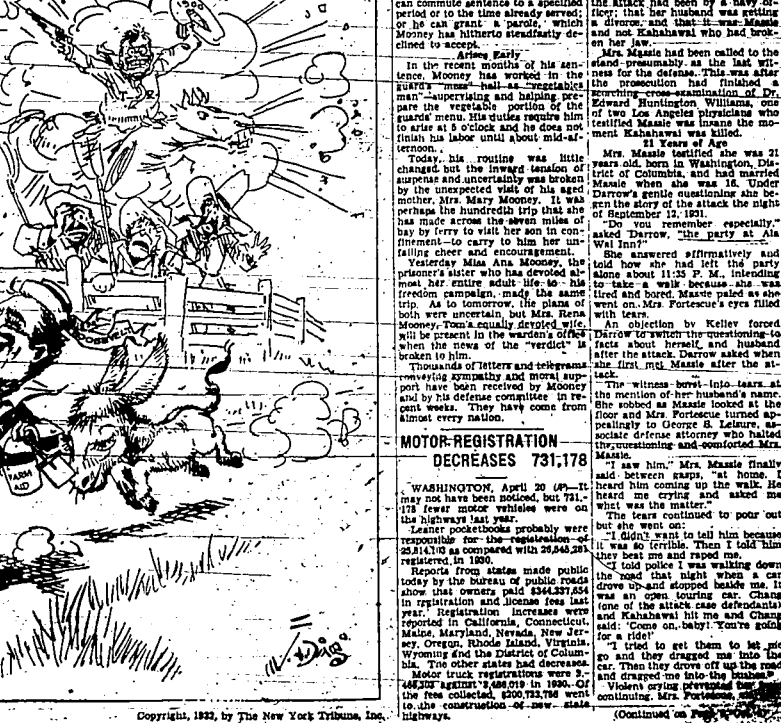 can commute sentence to a specified
period or to the time already served;
or he can grant a parole, which
Mooney has hitherto steadfastly de-
clined to accept.
Arises Early
In the recent months of his sen-
tence, Mooney has worked in the
guard's "mess" hall as "vegetables
man"—supervising and helping pre-
pare the vegetable portion of the
guards' menu. His duties require him
to arise at 5 o'clock and he does not
finish his labor until about mid-af-
ternoon.
Today, his routine was little
changed but the inward tension of
suspense and uncertainty was broken
by the unexpected visit of his aged
mother, Mrs. Mary Mooney. It was
perhaps the hundredth trip that she
has made across the seven miles of
bay by ferry to visit her son in con-
finement—to carry to him her un-
failing cheer and encouragement.
Yesterday Miss Ana Mooney, the
prisoner's sister who has devoted al-
most her entire adult life to his
freedom campaign, made the same
trip. As to tomorrow, the plans of
both were uncertain, but Mrs. Rena
Mooney, Tom's equally devoted wife,
will be present in the warden's office
when the news of the "verdict" is
broken to him.
Thousands of letters and telegrams
conveying sympathy and moral sup-
port have been received by Mooney
and by his defense committee in re-
cent weeks. They have come from
almost every nation.
MOTOR REGISTRATION
DECREASES 731,178
WASHINGTON, April 20 (AP)—It
may not have been noticed, but 731,-
178 fewer motor vehicles were on
the highways last year.
Leaner pocketbooks probably were
responsible for the registration of
25,814,103 as compared with 26,545,281
registered in 1930.
Reports from states made public
today by the bureau of public roads
show that owners paid $344,337,654
in registration and license fees last
year. Registration increases were
reported in California, Connecticut,
Maine, Maryland, Nevada, New Jer-
sey, Oregon, Rhode Island, Virginia,
Wyoming and the District of Colum-
bia. The other states had decreases.
Motor truck registrations were 3,-
against in 1930. Of
the fees collected, $200,733,786 went
to the construction of new state
highways.
the attack had been by a navy of-
ficer; that her husband was getting
a divorce, and that it was Massie
and not Kahahawai who had brok-
en her jaw.
Mrs. Massie had been called to the
stand presumably as the last wit-
ness for the defense. This was after
the prosecution had finished a
scorching cross-examination of Dr.
Edward Huntington Williams, one
of two Los Angeles physicians who
testified Massie was insane the mo-
ment Kahahawai was killed.
21 Years of Age
Mrs. Massie testified she was 21
years old, born in Washington, Dis-
trict of Columbia, and had married
Massie when she was 16. Under
Darrow's gentle questioning she be-
gan the story of the attack the night
of September 12, 1931.
"Do you remember especially,"
asked Darrow, "the party at Ala
Wai Inn?"
She answered affirmatively and
told how she had left the party
alone about 11:35 P. M., intending
to take a walk because she was
tired and bored. Massie paled as she
went on. Mrs. Fortescue's eyes filled
with tears.
An objection by Kelley forced
Darrow to switch the questioning to
facts about herself and husband
after the attack. Darrow asked when
she first met Massie after the at-
tack.
The witness burst into tears at
the mention of her husband's name.
She sobbed as Massie looked at the
floor and Mrs. Fortescue turned ap-
pealingly to George S. Leisure, as-
sociate defense attorney who halted
the questioning and comforted Mrs.
Massie.
"I saw him," Mrs. Massie finally
said between gasps, "at home. I
heard him coming up the walk. He
heard me crying and asked me
what was the matter."
The tears continued to pour out
but she went on:
"I didn't want to tell him because
it was so terrible. Then I told him
they beat me and raped me.
"I told police I was walking down
the road that night when a car
drove up and stopped beside me. It
was an open touring car. Chang
(one of the attack case defendants)
and Kahahawai hit me and Chang
said: 'Come on, baby! You're going
for a ride!'
"I tried to get them to let me
go and they dragged me into the
car. Then they drove off up the road
and dragged me into the bushes."
Violent crying prevented her
continuing. Mrs. Fortescue,
(Continued on Page
FARM
AID
Copyright, 1932, by The New York Tribune, Inc.